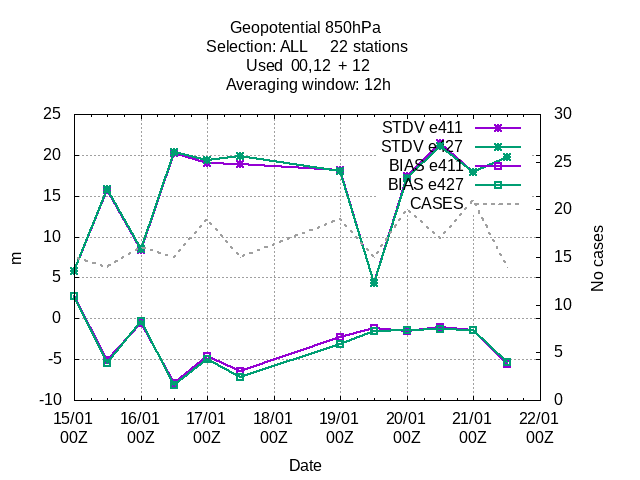 Geopotential 850hPa
Selection: ALL 22 stations
Used 00,12 + 12
Averaging window: 12h
25
20
15
10
5
0
-5
-10
m
30
25
20
15
10
5
0
No cases
STDV e411
STDV e427
BIAS e411
BIAS e427
CASES
15/01 16/01 17/01 18/01 19/01 20/01 21/01 22/01
00Z 00Z 00Z 00Z 00Z 00Z 00Z 00Z
Date